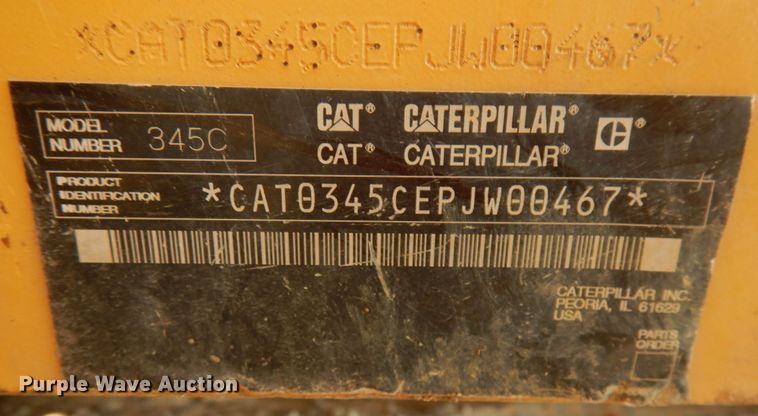 *CAT0345CEPJW00467*
MODEL NUMBER 345C
CAT® CATERPILLAR® C®
CAT® CATERPILLAR®
PRODUCT IDENTIFICATION NUMBER *CAT0345CEPJW00467*
CATERPILLAR INC.
PEORIA, IL 61629
USA
PARTS
ORDER
Purple Wave Auction